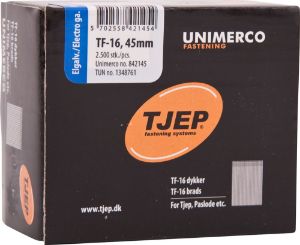 5 702558 421454
Elgalv./Electro ga.
TF-16, 45mm
2.500 stk./pcs.
Unimerco no. 842145
TUN no. 1348761
UNIMERCO
FASTENING
TJEP®
fastening systems
www.tjep.dk
TF-16 dykker
TF-16 brads
For Tjep, Paslode etc.